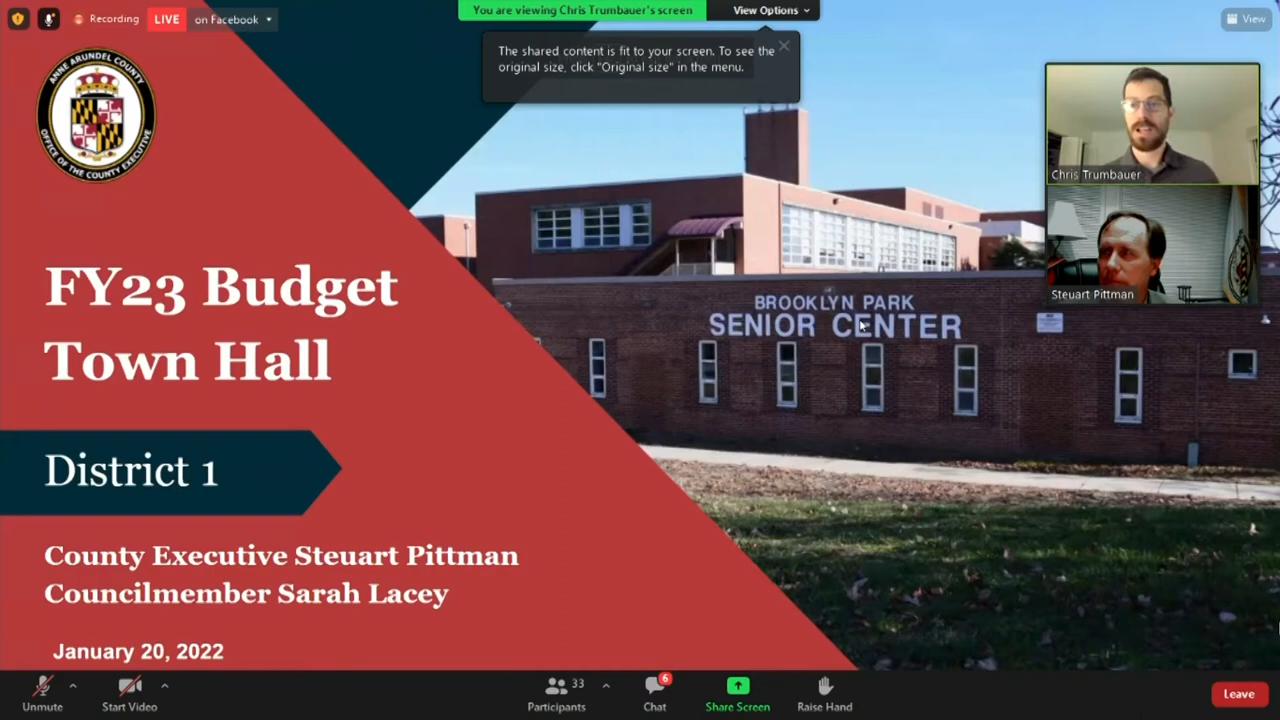 Recording
LIVE
on Facebook
You are viewing Chris Trumbauer's screen
View Options
View
The shared content is fit to your screen. To see the
original size, click "Original size" in the menu.
ANNE ARUNDEL COUNTY
OFFICE OF THE COUNTY EXECUTIVE
Chris Trumbauer
Steuart Pittman
FY23 Budget
Town Hall
BROOKLYN PARK
SENIOR CENTER
District 1
County Executive Steuart Pittman
Councilmember Sarah Lacey
January 20, 2022
Unmute
Start Video
33
Participants
6
Chat
Share Screen
Raise Hand
Leave